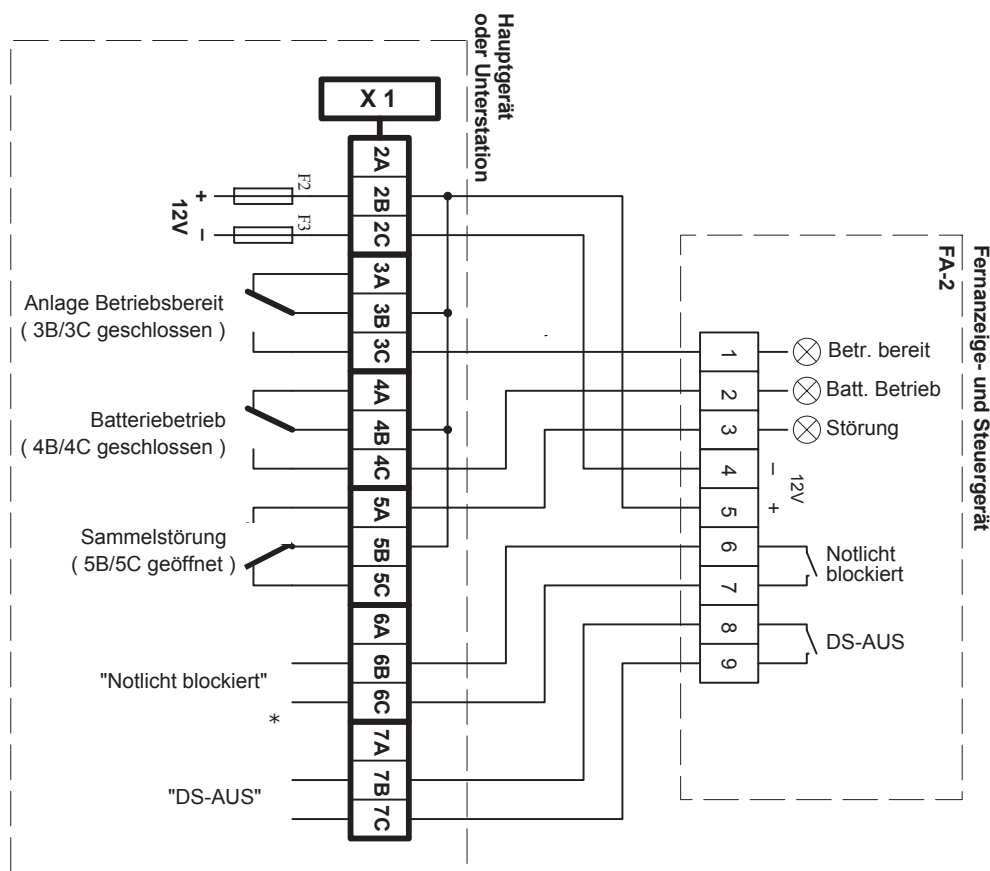 Hauptgerät
oder Unterstation
X 1
2A
2B
2C
3A
3B
3C
4A
4B
4C
5A
5B
5C
6A
6B
6C
7A
7B
7C
F2
F3
+
12V
–
Anlage Betriebsbereit
( 3B/3C geschlossen )
Batteriebetrieb
( 4B/4C geschlossen )
Sammelstörung
( 5B/5C geöffnet )
"Notlicht blockiert"
*
"DS-AUS"
Fernanzeige- und Steuergerät
FA-2
1
2
3
4
5
6
7
8
9
Betr. bereit
Batt. Betrieb
Störung
–
12V
+
Notlicht
blockiert
DS-AUS